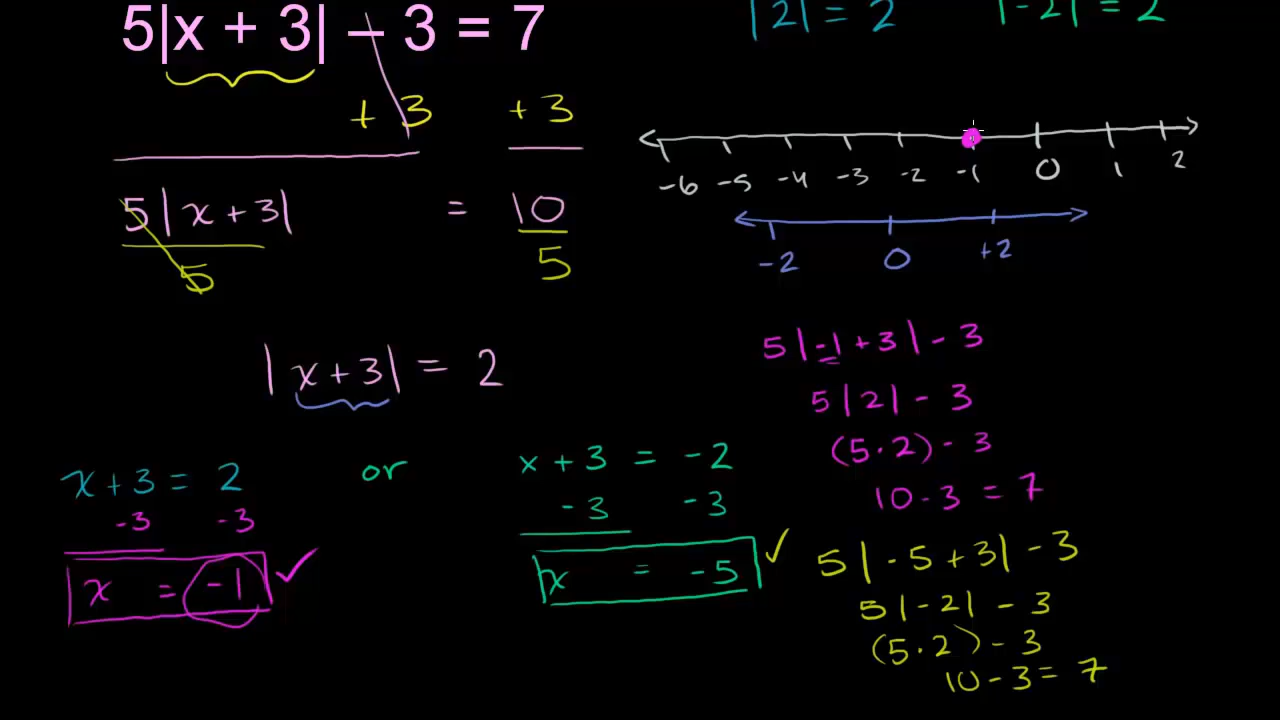 5|x + 3| − 3 = 7
+ 3 + 3
5|x + 3| = 10
5 5
|x + 3| = 2
x + 3 = 2
-3 -3
x = -1
or
x + 3 = -2
-3 -3
x = -5
|2| = 2 |-2| = 2
-6 -5 -4 -3 -2 -1 0 1 2
-2 0 +2
5|-1 + 3| - 3
5|2| - 3
(5·2) - 3
10 - 3 = 7
5|-5 + 3| - 3
5|-2| - 3
(5·2) - 3
10 - 3 = 7